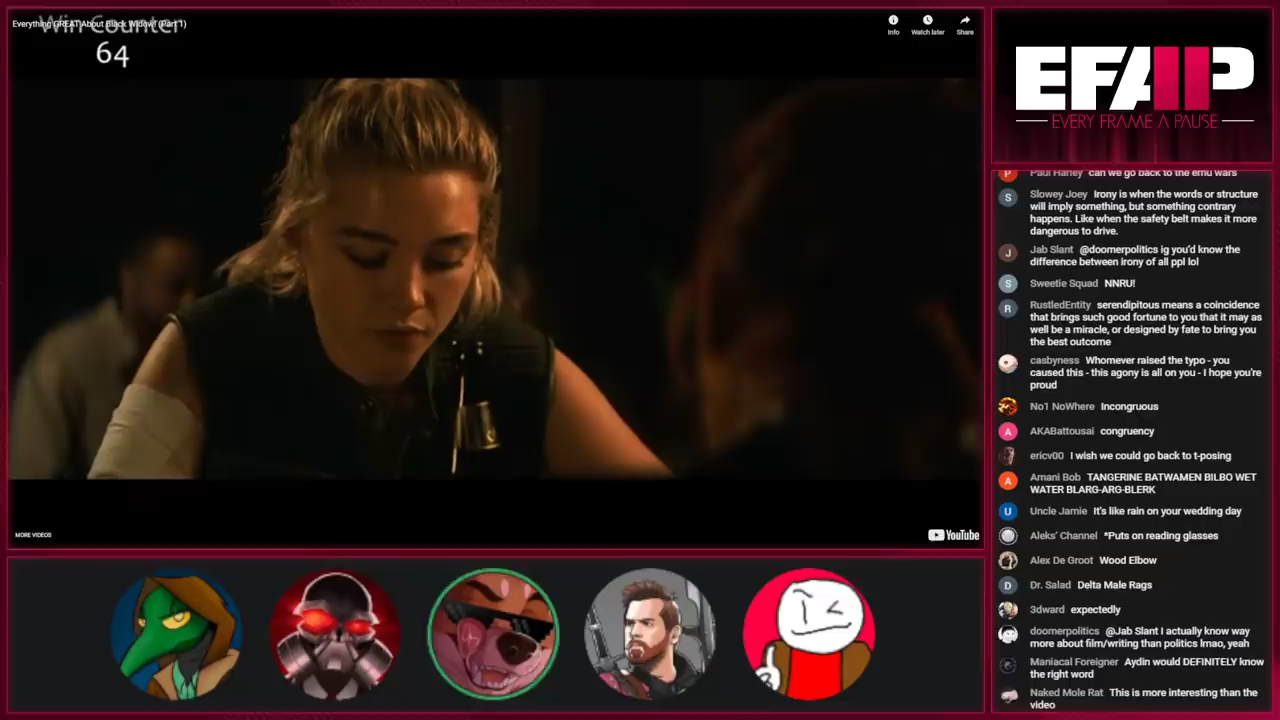 Everything GREAT About Black Widow! (Part 1)
Win Counter
64
Info
Watch later
Share
MORE VIDEOS
YouTube
EFAP
EVERY FRAME A PAUSE
Paul Haney can we go back to the emu wars
S
Slowey Joey Irony is when the words or structure
will imply something, but something contrary
happens. Like when the safety belt makes it more
dangerous to drive.
J
Jab Slant @doomerpolitics ig you'd know the
difference between irony of all ppl lol
S
Sweetie Squad NNRU!
R
RustledEntity serendipitous means a coincidence
that brings such good fortune to you that it may as
well be a miracle, or designed by fate to bring you
the best outcome
casbyness Whomever raised the typo - you
caused this - this agony is all on you - I hope you're
proud
No1 NoWhere Incongruous
A
AKABattousai congruency
ericv00 I wish we could go back to t-posing
A
Amani Bob TANGERINE BATWAMEN BILBO WET
WATER BLARG-ARG-BLERK
U
Uncle Jamie It's like rain on your wedding day
Aleks' Channel *Puts on reading glasses
Alex De Groot Wood Elbow
D
Dr. Salad Delta Male Rags
3dward expectedly
doomerpolitics @Jab Slant I actually know way
more about film/writing than politics lmao, yeah
Maniacal Foreigner Aydin would DEFINITELY know
the right word
Naked Mole Rat This is more interesting than the
video